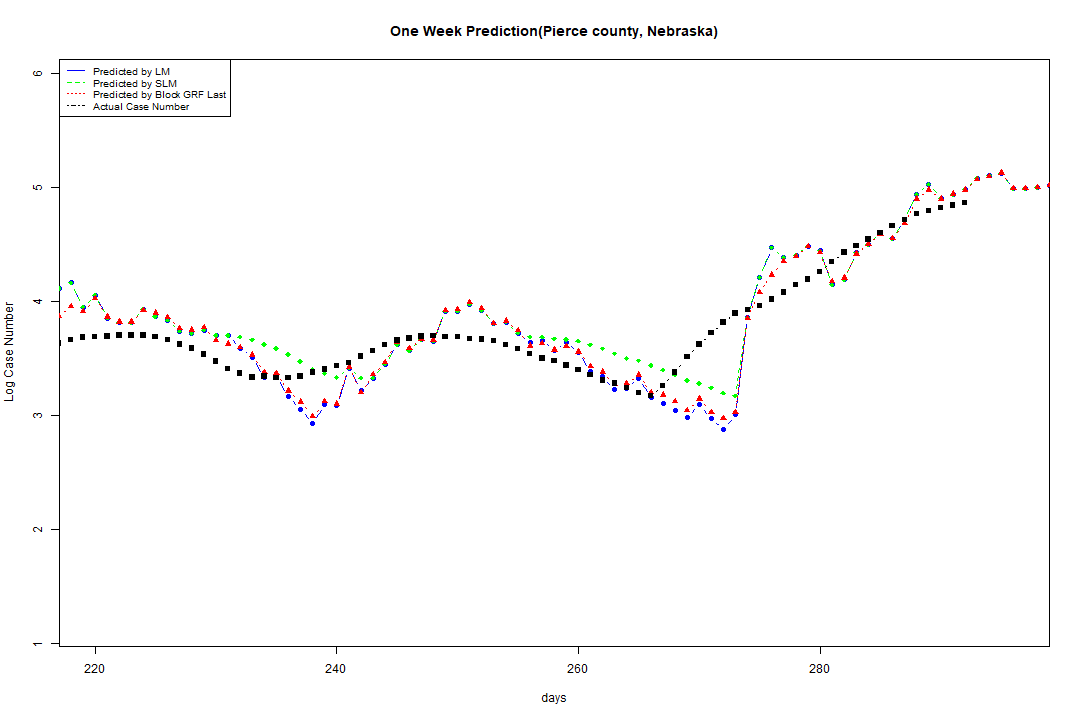 One Week Prediction(Pierce county, Nebraska)
Predicted by LM
Predicted by SLM
Predicted by Block GRF Last
Actual Case Number
6
5
4
3
2
1
Log Case Number
220
240
260
280
days